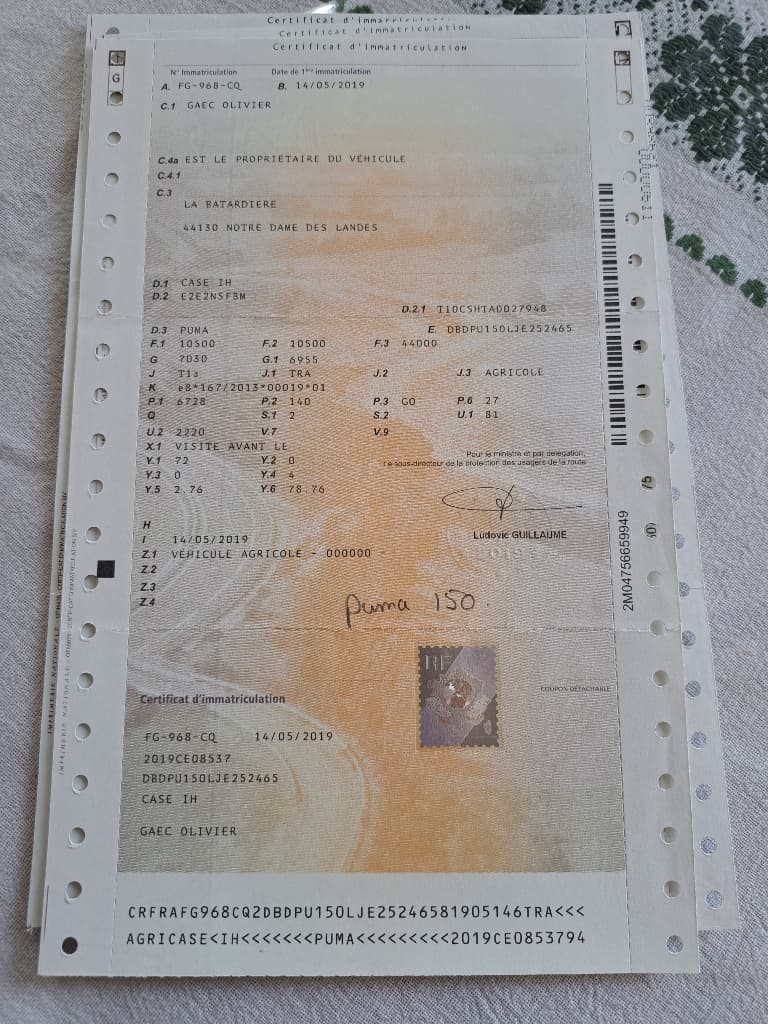 Certificat d'immatriculation
Certificat d'immatriculation
Certificat d'immatriculation
G
N° Immatriculation Date de 1ère immatriculation
A. FG-968-CQ B. 14/05/2019
C.1 GAEC OLIVIER
C.4a EST LE PROPRIÉTAIRE DU VÉHICULE
C.4.1
C.3
LA BATARDIERE
44130 NOTRE DAME DES LANDES
D.1 CASE IH
D.2 E2E2NSFBM
D.2.1 T10CSHTA0027948
D.3 PUMA E. DBDPU150LJE252465
F.1 10500 F.2 10500 F.3 44000
G 7030 G.1 6955
J T1a J.1 TRA J.2 J.3 AGRICOLE
K e8*167/2013*00019*01
P.1 6728 P.2 140 P.3 GO P.6 27
Q S.1 2 S.2 U.1 81
U.2 2220 V.7 V.9
X.1 VISITE AVANT LE
Y.1 72 Y.2 0
Y.3 0 Y.4 4
Y.5 2.76 Y.6 78.76
Pour le ministre et par délégation,
Le sous-directeur de la protection des usagers de la route
Ludovic GUILLAUME
H
I 14/05/2019
Z.1 VÉHICULE AGRICOLE - 000000 -
Z.2
Z.3
Z.4
Puma 150.
2M04756659949
RF
COUPON DÉTACHABLE
Certificat d'immatriculation
FG-968-CQ 14/05/2019
2019CE08537
DBDPU150LJE252465
CASE IH
GAEC OLIVIER
CRFRAFG968CQ2DBDPU150LJE25246581905146TRA<<<
AGRICASE<IH<<<<<<<PUMA<<<<<<<<<2019CE0853794